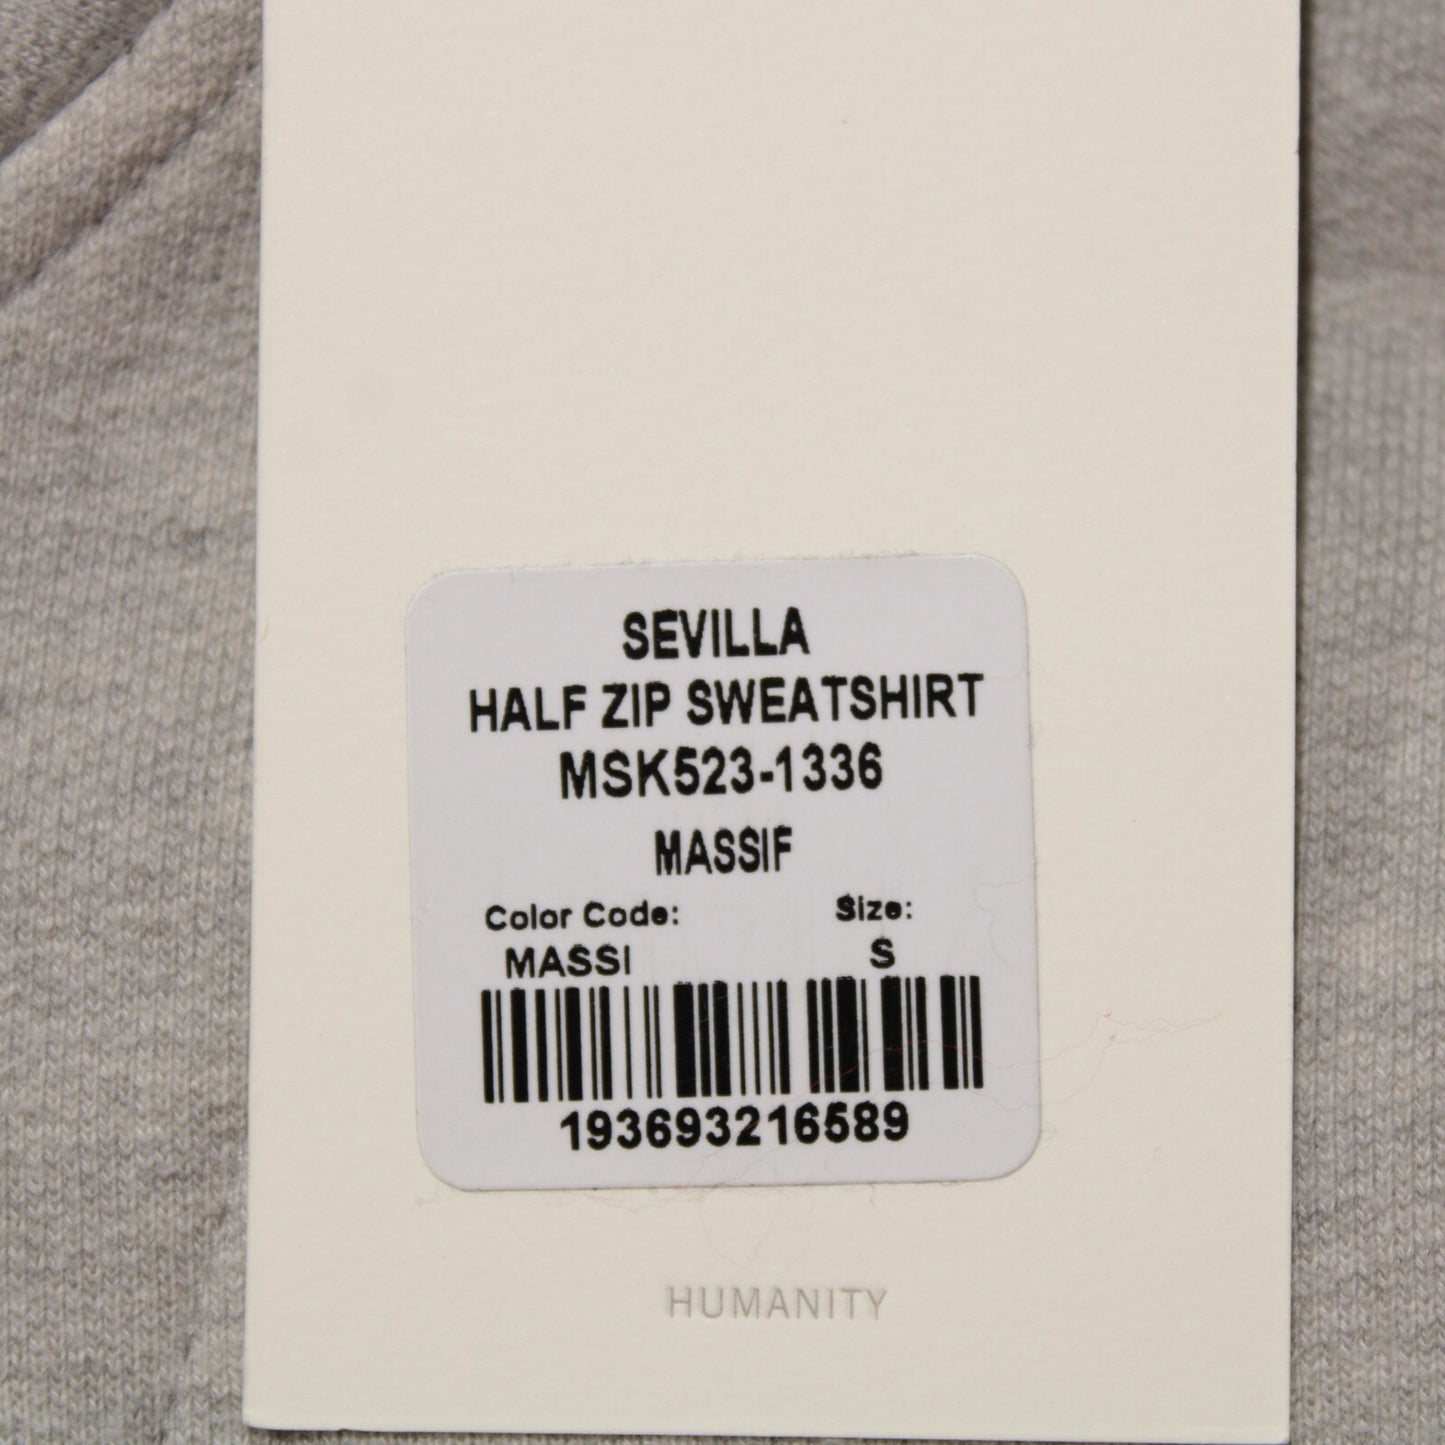 SEVILLA
HALF ZIP SWEATSHIRT
MSK523-1336
MASSIF
Color Code: Size:
MASSI S
193693216589
HUMANITY